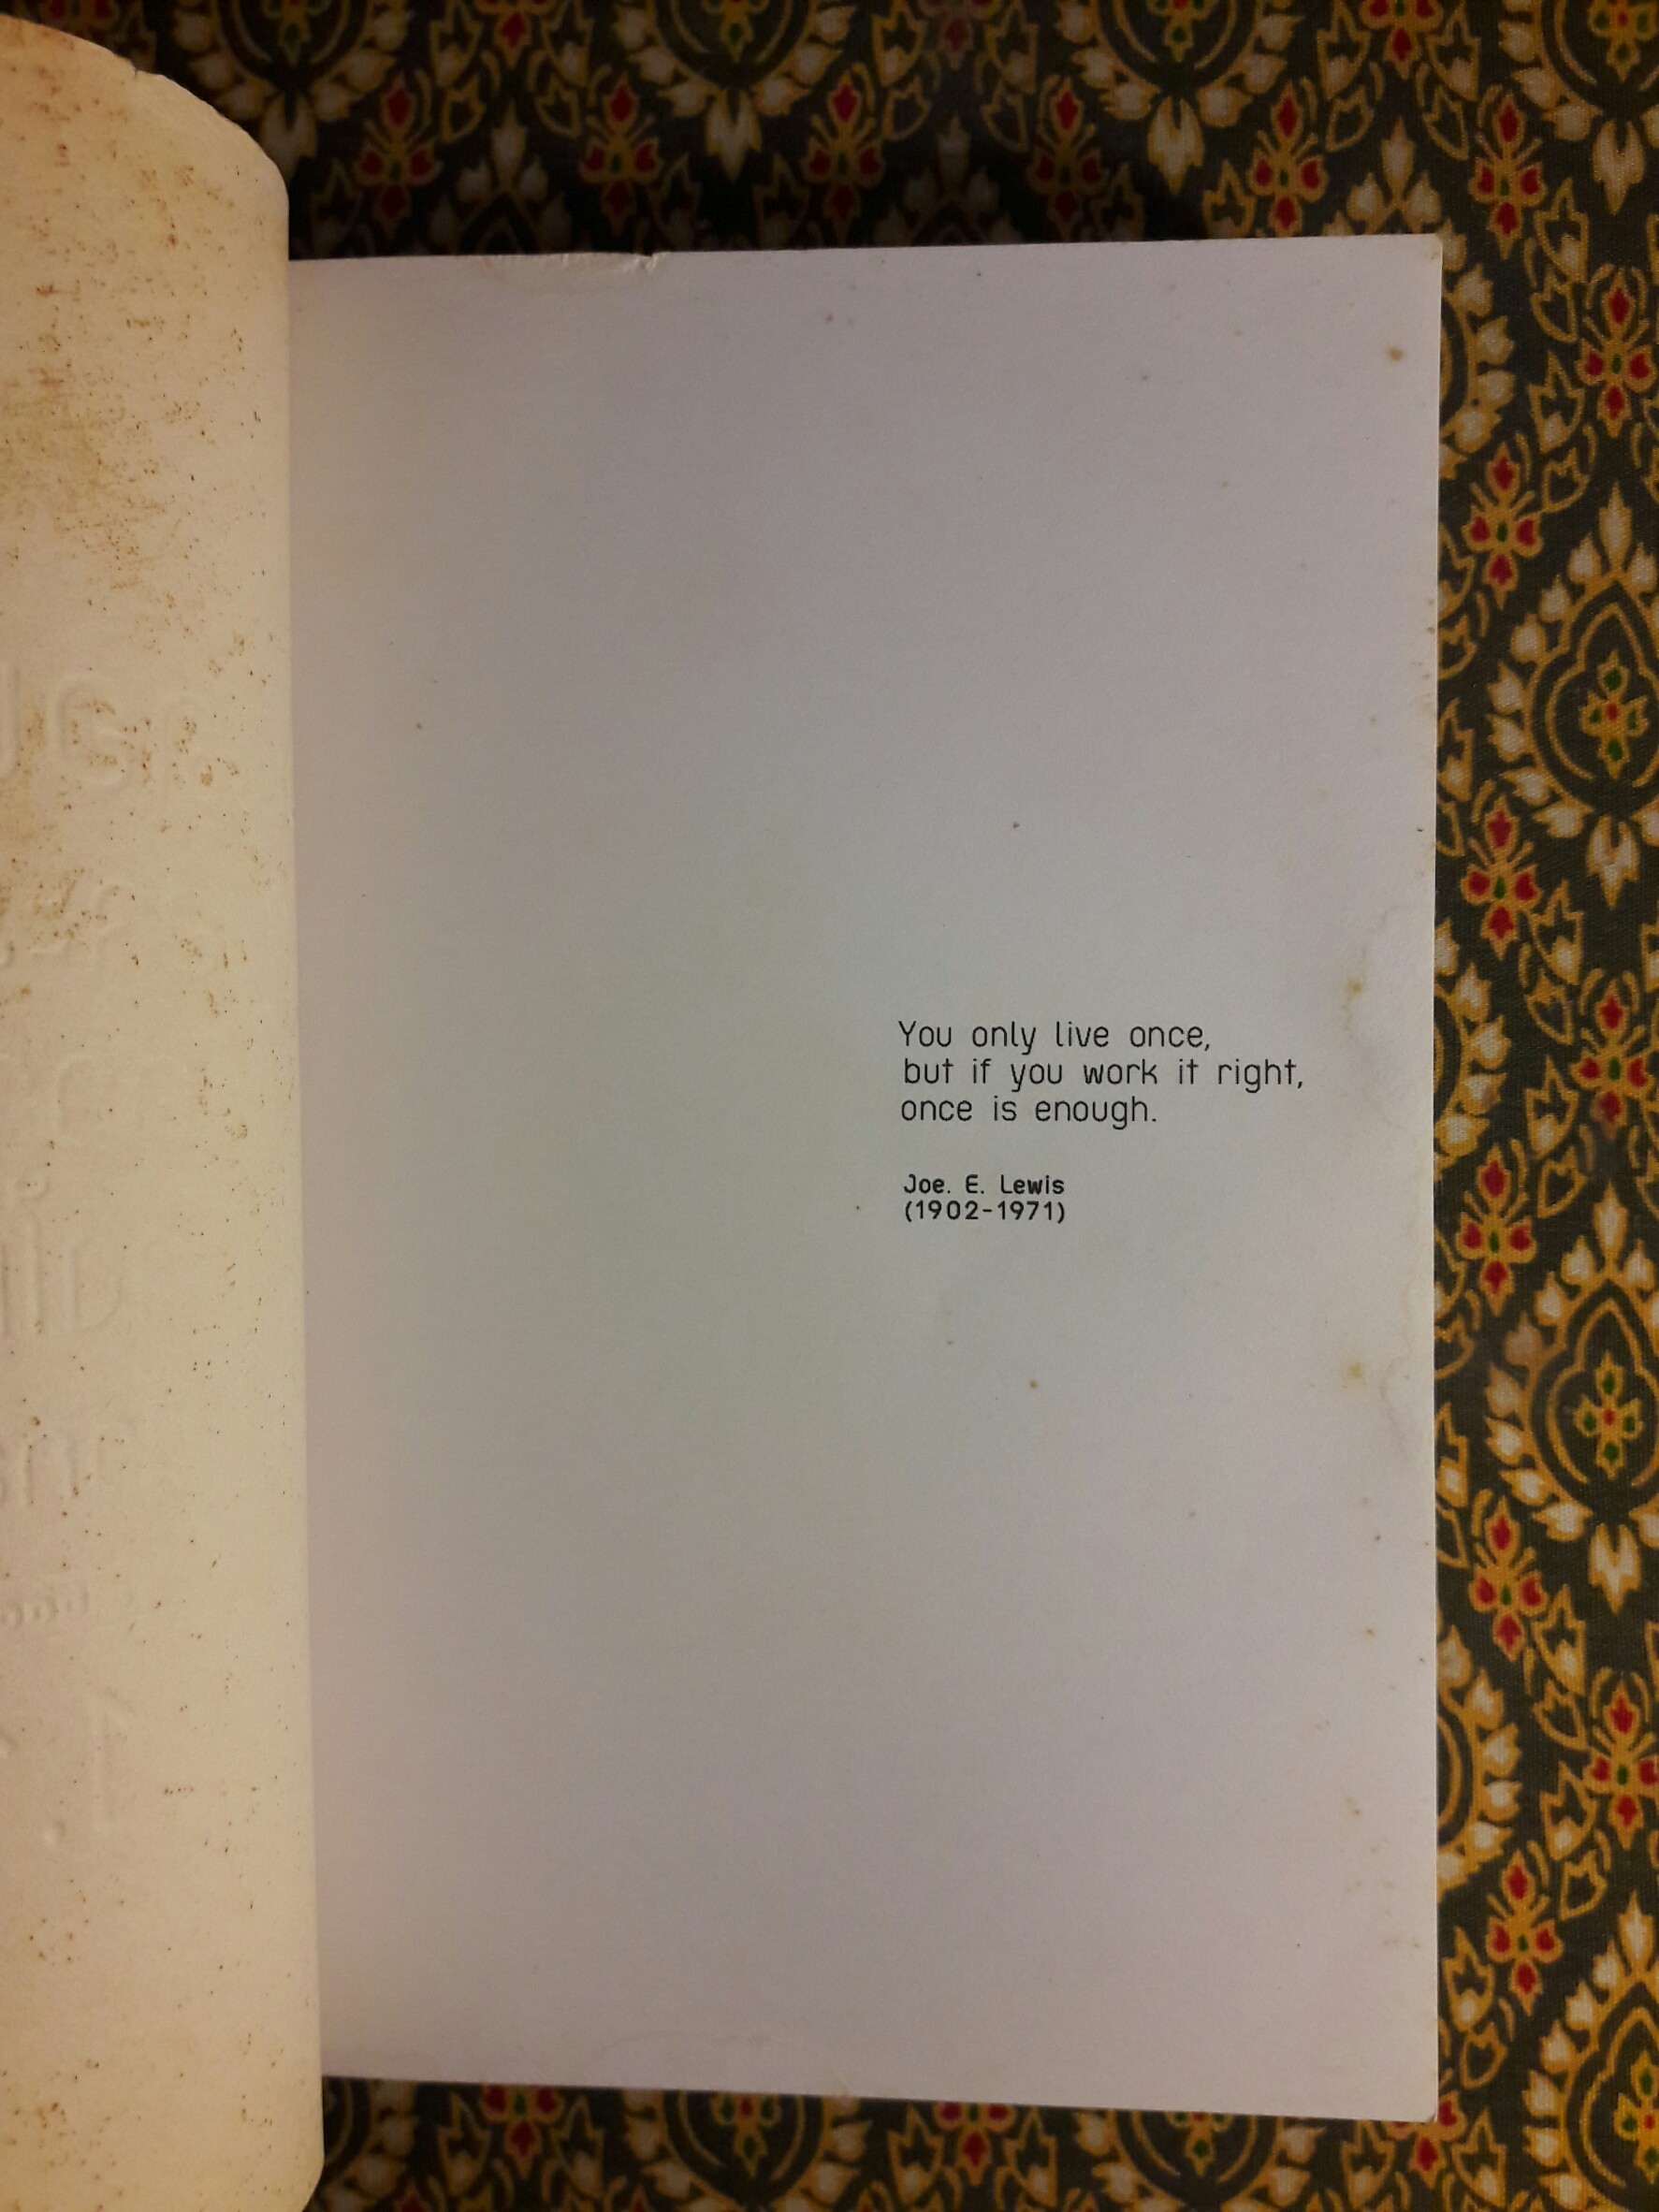 You only live once,
but if you work it right,
once is enough.
Joe. E. Lewis
(1902-1971)